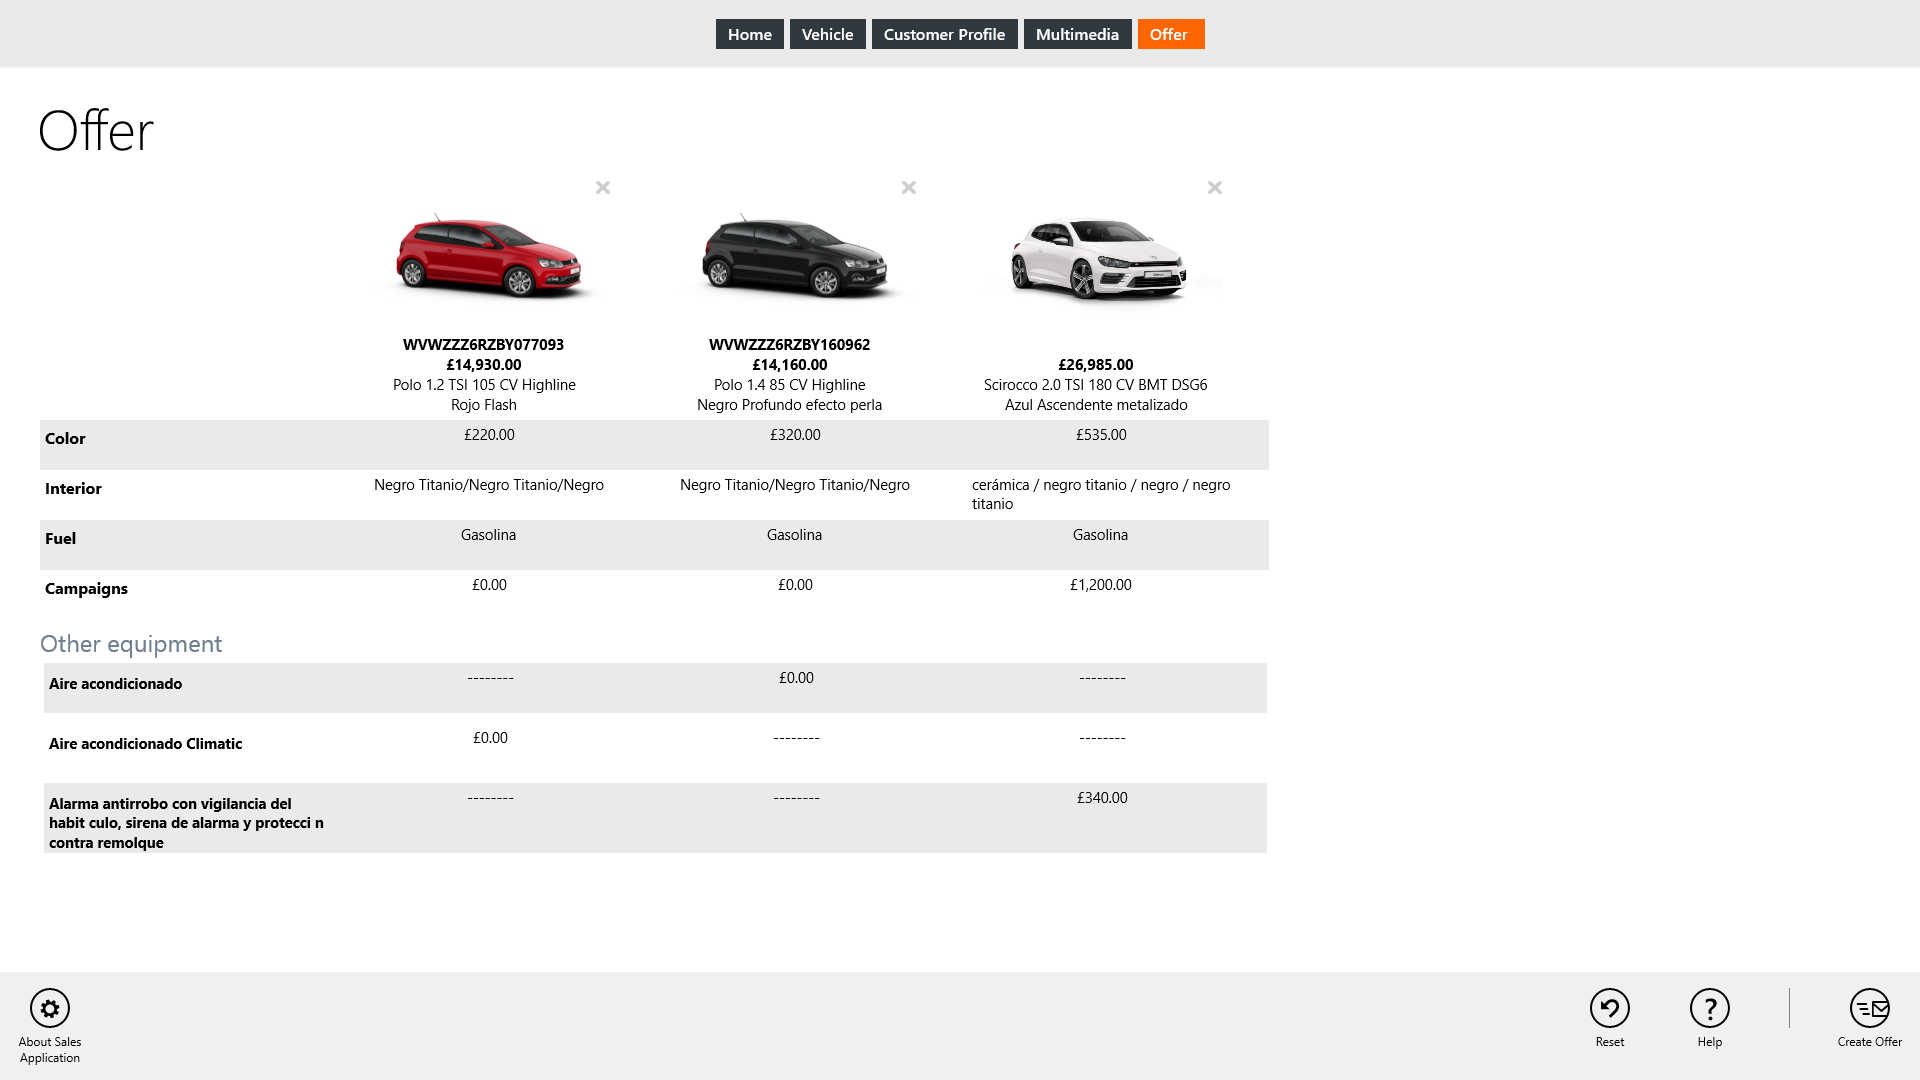 Home Vehicle Customer Profile Multimedia Offer
Offer
WVWZZZ6RZBY077093 WVWZZZ6RZBY160962
£14,930.00 £14,160.00 £26,985.00
Polo 1.2 TSI 105 CV Highline Polo 1.4 85 CV Highline Scirocco 2.0 TSI 180 CV BMT DSG6
Rojo Flash Negro Profundo efecto perla Azul Ascendente metalizado
Color £220.00 £320.00 £535.00
Interior Negro Titanio/Negro Titanio/Negro Negro Titanio/Negro Titanio/Negro cerámica / negro titanio / negro / negro
titanio
Fuel Gasolina Gasolina Gasolina
Campaigns £0.00 £0.00 £1,200.00
Other equipment
Aire acondicionado -------- £0.00 --------
Aire acondicionado Climatic £0.00 -------- --------
Alarma antirrobo con vigilancia del -------- -------- £340.00
habit culo, sirena de alarma y protecci n
contra remolque
About Sales
Application
Reset
Help
Create Offer